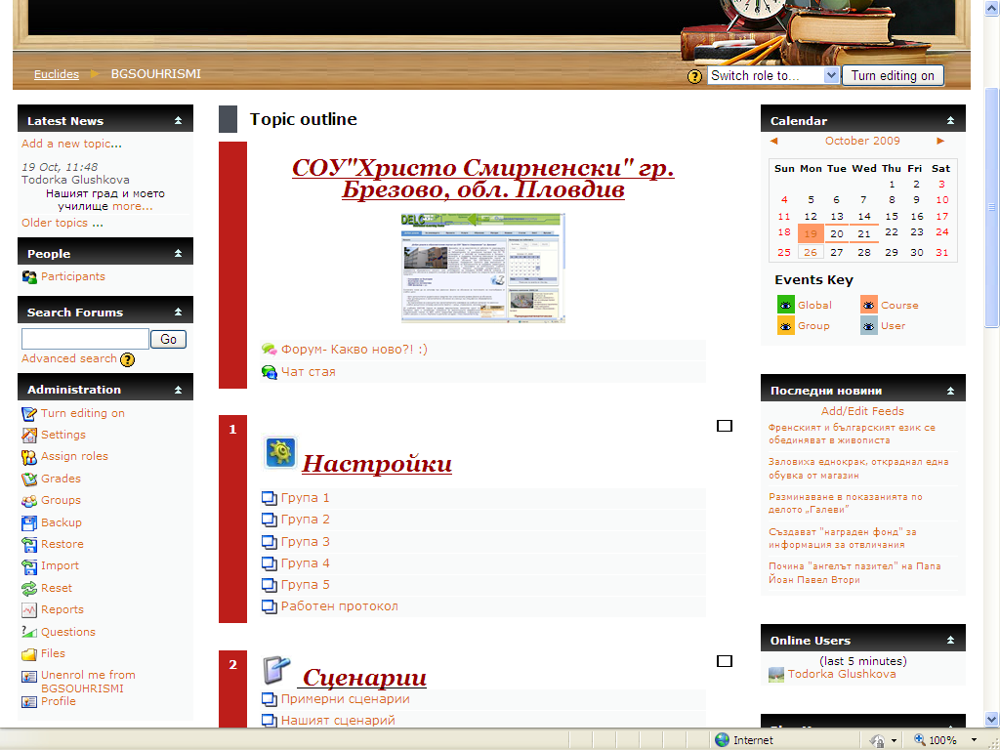 Euclides ► BGSOUHRISMI
Switch role to...
Turn editing on
Latest News
Add a new topic...
19 Oct, 11:48
Todorka Glushkova
Нашият град и моето
училище more...
Older topics ...
People
Participants
Search Forums
Go
Advanced search
Administration
Turn editing on
Settings
Assign roles
Grades
Groups
Backup
Restore
Import
Reset
Reports
Questions
Files
Unenrol me from
BGSOUHRISMI
Profile
Topic outline
СОУ"Христо Смирненски" гр.
Брезово, обл. Пловдив
Форум- Какво ново?! :)
Чат стая
1
Настройки
Група 1
Група 2
Група 3
Група 4
Група 5
Работен протокол
2
Сценарии
Примерни сценарии
Нашият сценарий
Calendar
◄ October 2009 ►
Sun Mon Tue Wed Thu Fri Sat
1 2 3
4 5 6 7 8 9 10
11 12 13 14 15 16 17
18 19 20 21 22 23 24
25 26 27 28 29 30 31
Events Key
Global Course
Group User
Последни новини
Add/Edit Feeds
Френският и българският език се
обединяват в живописта
Заловиха еднокрак, откраднал една
обувка от магазин
Разминаване в показанията по
делото „Галеви"
Създават "награден фонд" за
информация за отвличания
Почина "ангелът пазител" на Папа
Йоан Павел Втори
Online Users
(last 5 minutes)
Todorka Glushkova
Internet
100%